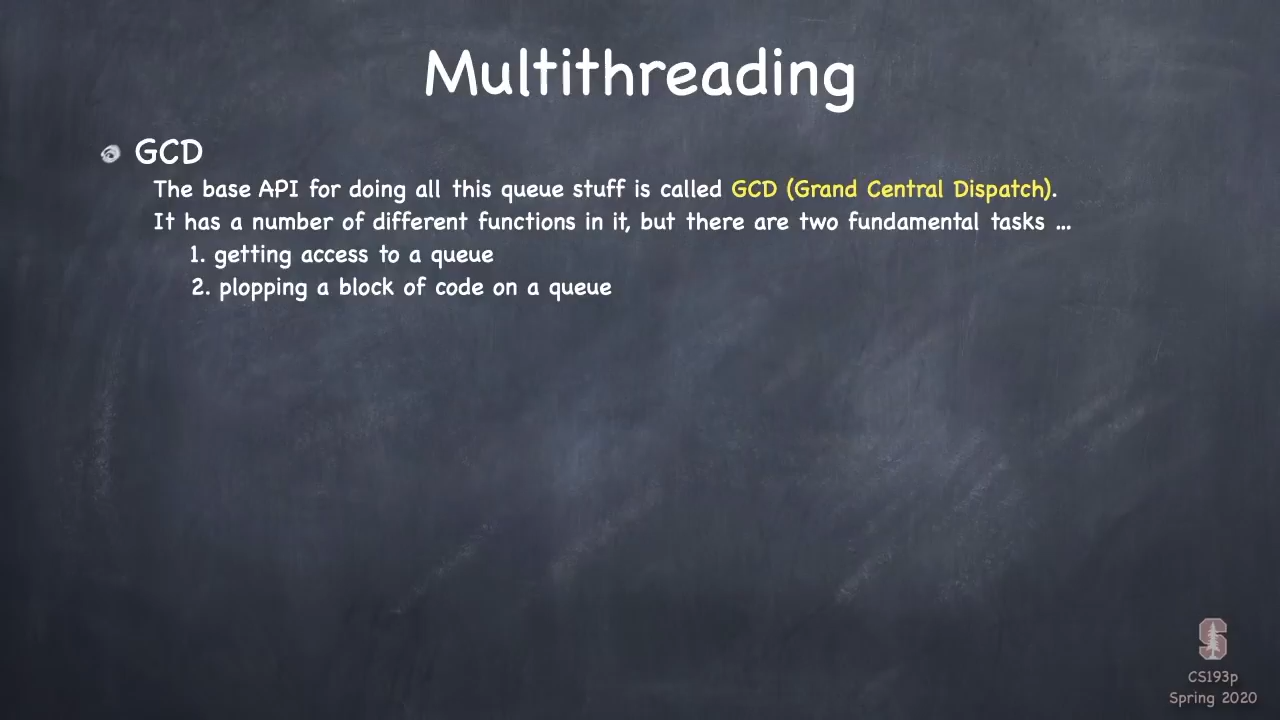 Multithreading
GCD
The base API for doing all this queue stuff is called GCD (Grand Central Dispatch).
It has a number of different functions in it, but there are two fundamental tasks ...
1. getting access to a queue
2. plopping a block of code on a queue
S
CS193p
Spring 2020